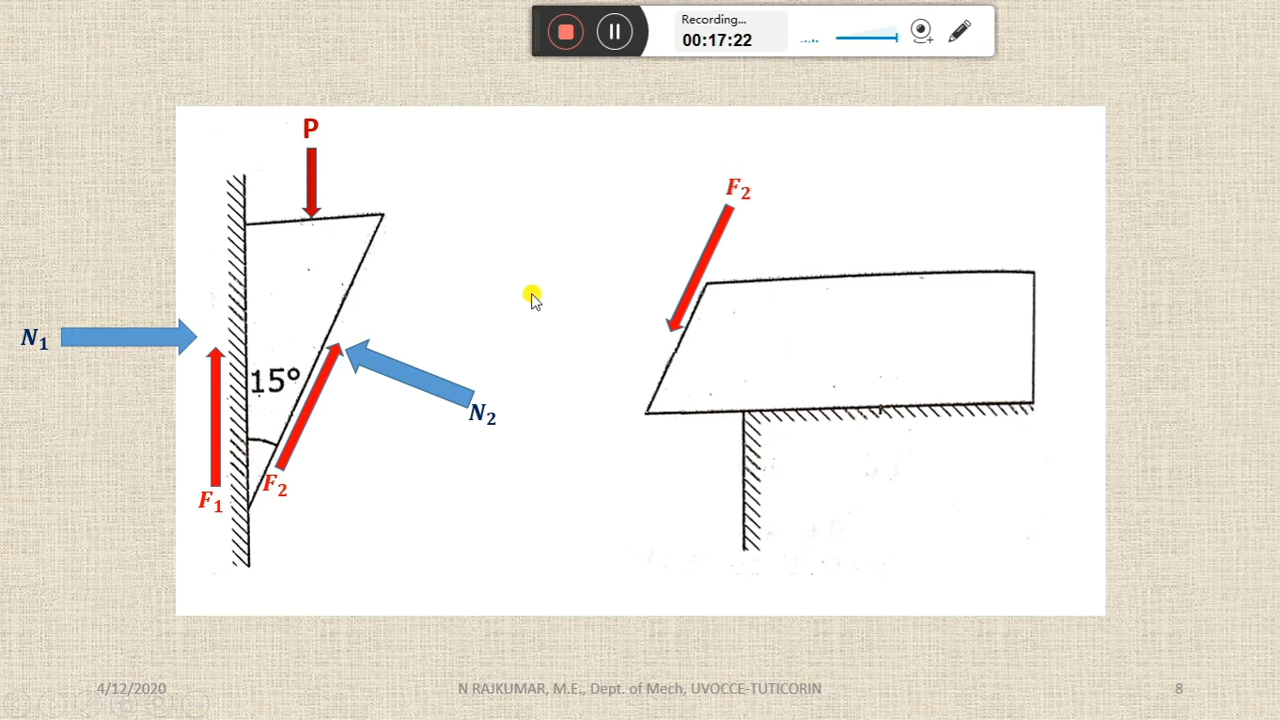 Recording...
00:17:22
P
F2
N1
15°
N2
F1
F2
4/12/2020
N RAJKUMAR, M.E., Dept. of Mech, UVOCCE-TUTICORIN
8